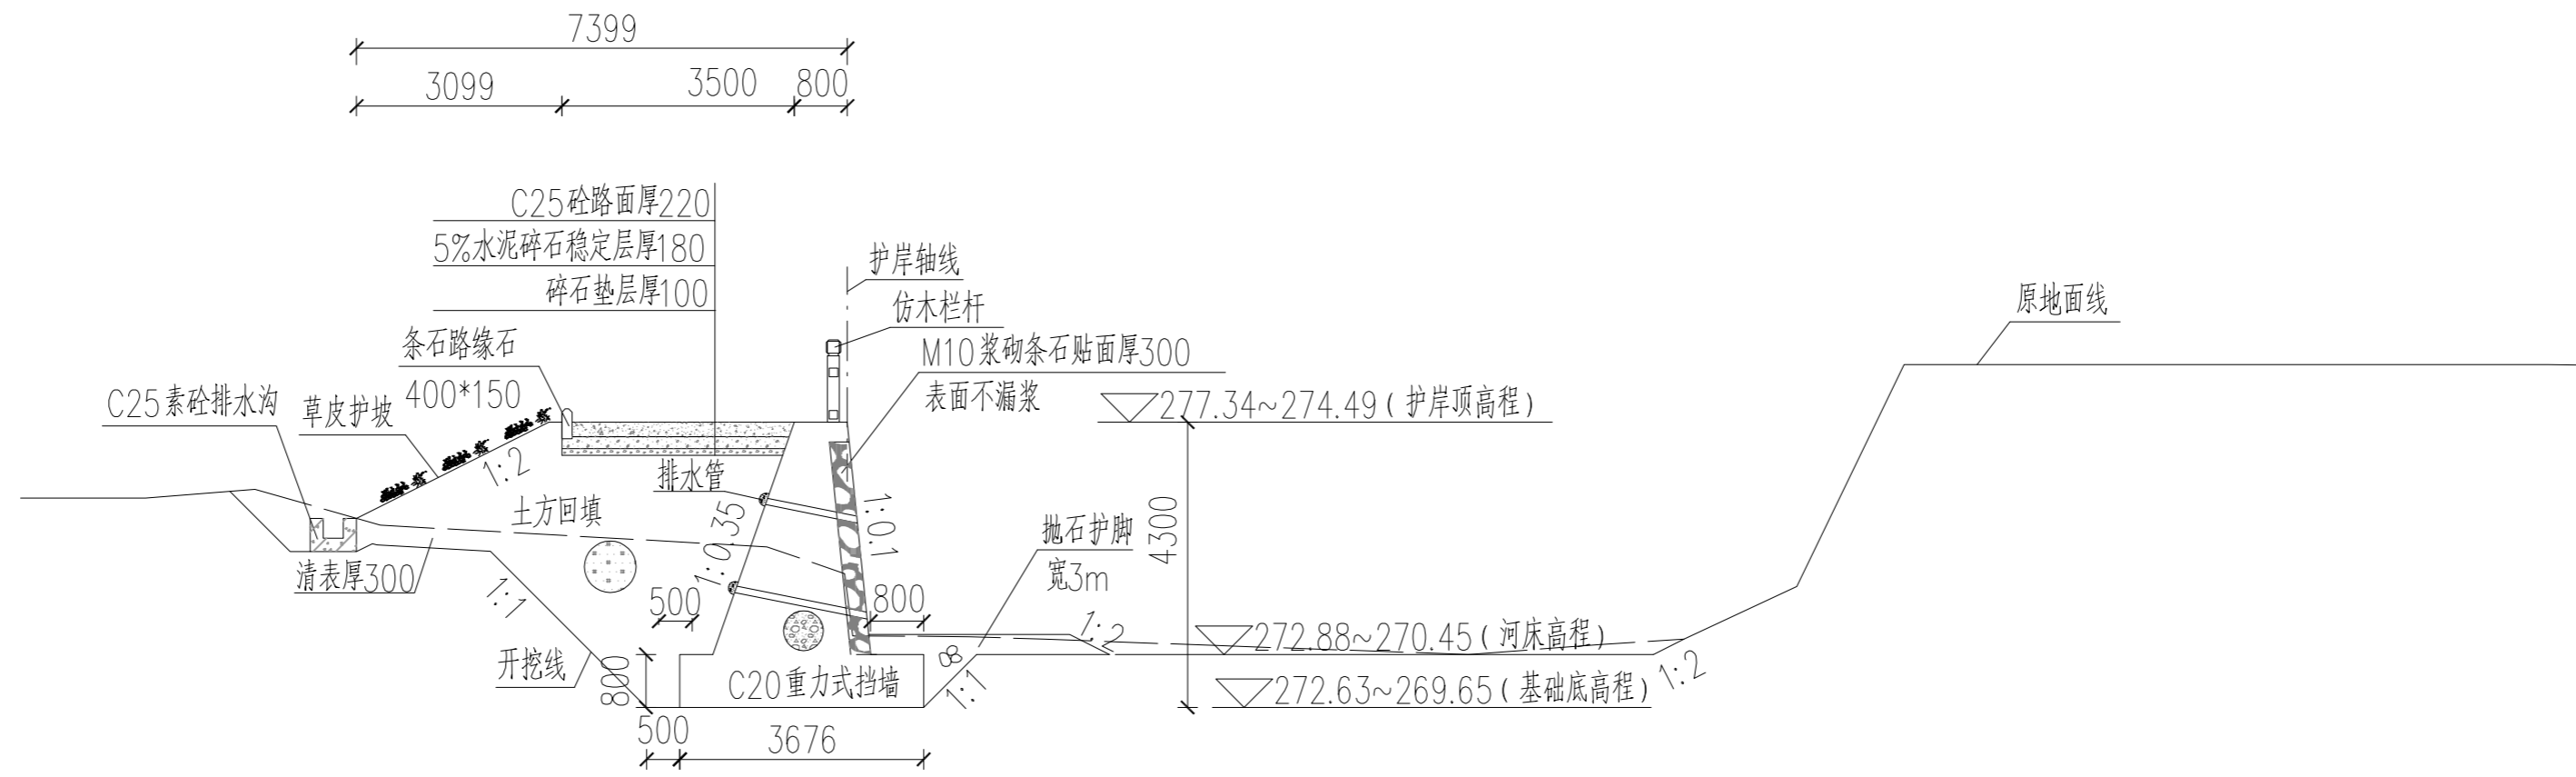 7399
3099
3500
800
C25砼路面厚220
5%水泥碎石稳定层厚180
碎石垫层厚100
护岸轴线
仿木栏杆
原地面线
条石路缘石
400*150
M10浆砌条石贴面厚300
表面不漏浆
C25素砼排水沟
草皮护坡
277.34~274.49(护岸顶高程)
1:2
排水管
土方回填
1:0.35
1:0.1
抛石护脚
宽3m
4300
清表厚300
1:1
500
800
1:2
272.88~270.45(河床高程)
开挖线
800
C20重力式挡墙
1:1
272.63~269.65(基础底高程)
1:2
500
3676